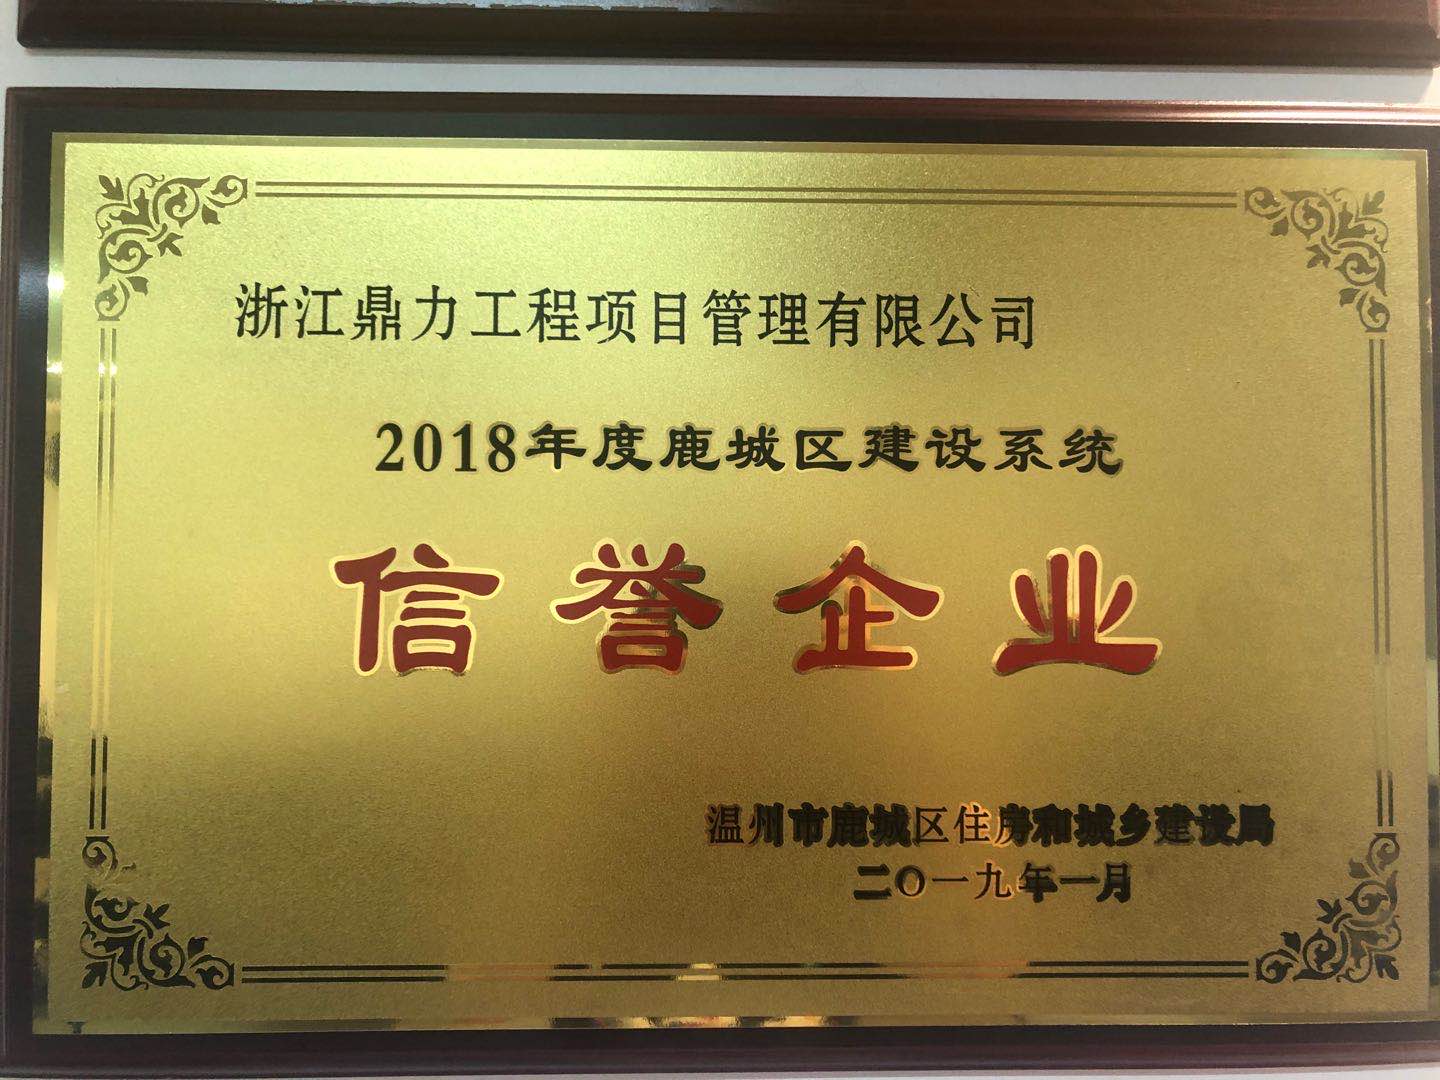 浙江鼎力工程项目管理有限公司
2018年度鹿城区建设系统
信誉企业
温州市鹿城区住房和城乡建设局
二〇一九年一月